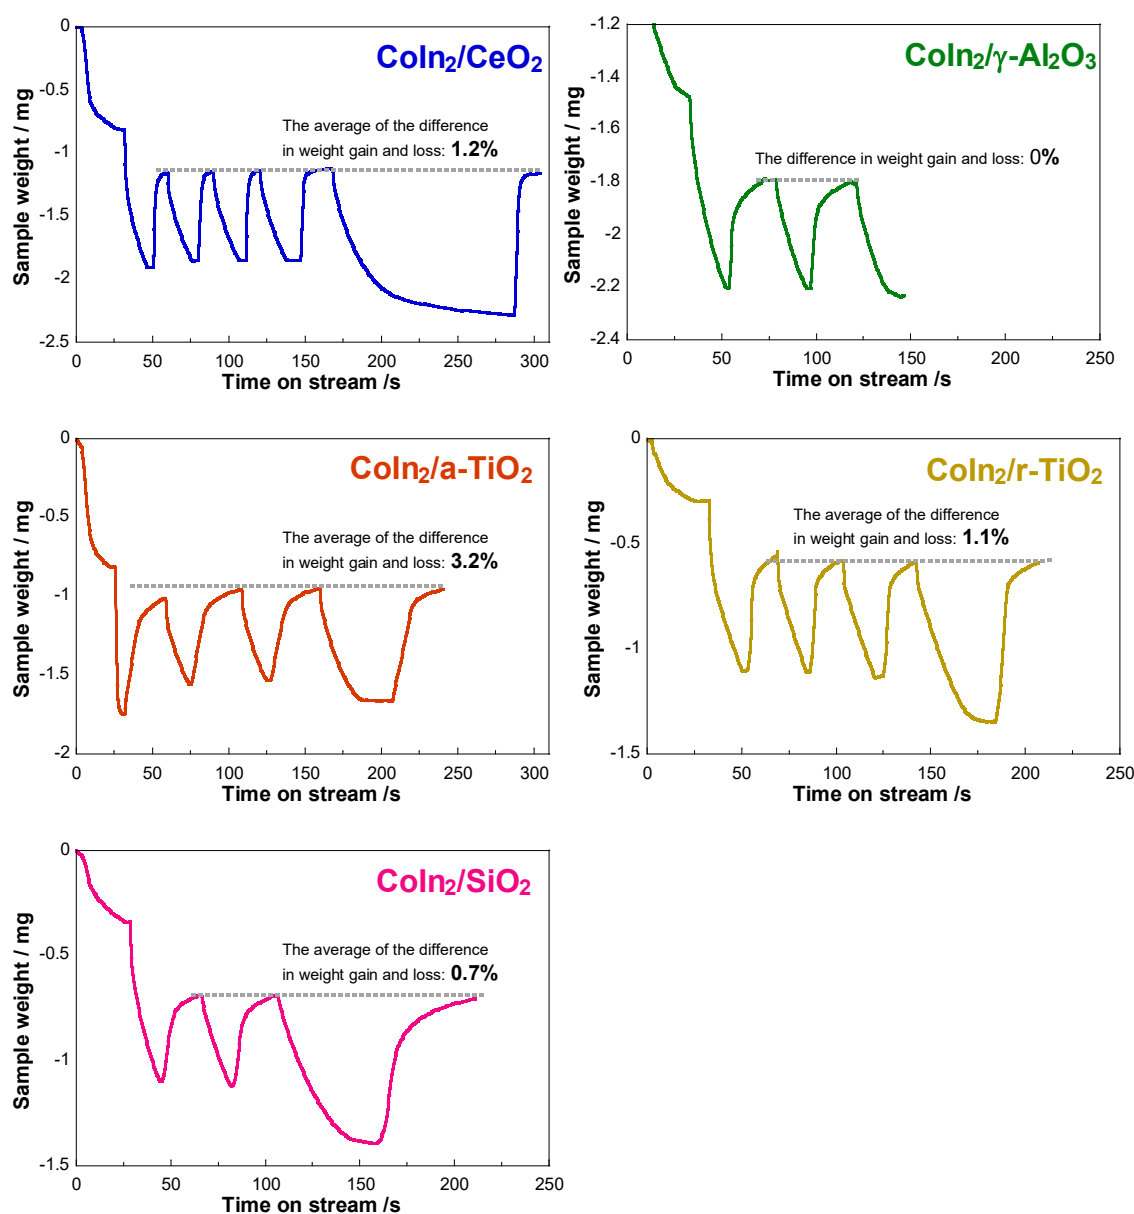 CoIn₂/CeO₂
The average of the difference
in weight gain and loss: 1.2%
Sample weight / mg
0
-0.5
-1
-1.5
-2
-2.5
0 50 100 150 200 250 300
Time on stream /s
CoIn₂/γ-Al₂O₃
The difference in weight gain and loss: 0%
Sample weight / mg
-1.2
-1.4
-1.6
-1.8
-2
-2.2
-2.4
0 50 100 150 200 250
Time on stream /s
CoIn₂/a-TiO₂
The average of the difference
in weight gain and loss: 3.2%
Sample weight / mg
0
-0.5
-1
-1.5
-2
0 50 100 150 200 250 300
Time on stream /s
CoIn₂/r-TiO₂
The average of the difference
in weight gain and loss: 1.1%
Sample weight / mg
0
-0.5
-1
-1.5
0 50 100 150 200 250
Time on stream /s
CoIn₂/SiO₂
The average of the difference
in weight gain and loss: 0.7%
Sample weight / mg
0
-0.5
-1
-1.5
0 50 100 150 200 250
Time on stream /s